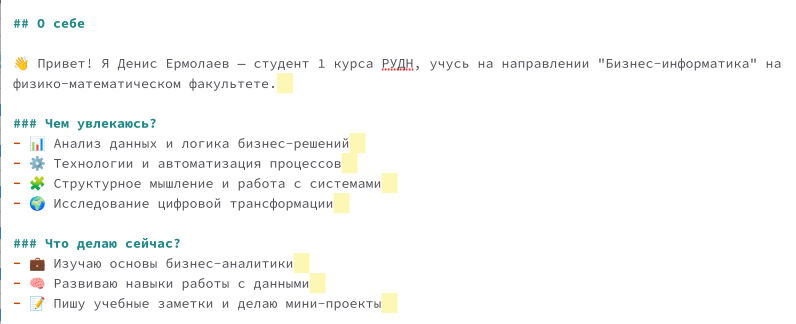 ## О себе
👋 Привет! Я Денис Ермолаев — студент 1 курса РУДН, учусь на направлении "Бизнес-информатика" на
физико-математическом факультете.
### Чем увлекаюсь?
- 📊 Анализ данных и логика бизнес-решений
- ⚙️ Технологии и автоматизация процессов
- 🧩 Структурное мышление и работа с системами
- 🌍 Исследование цифровой трансформации
### Что делаю сейчас?
- 💼 Изучаю основы бизнес-аналитики
- 🧠 Развиваю навыки работы с данными
- 📝 Пишу учебные заметки и делаю мини-проекты